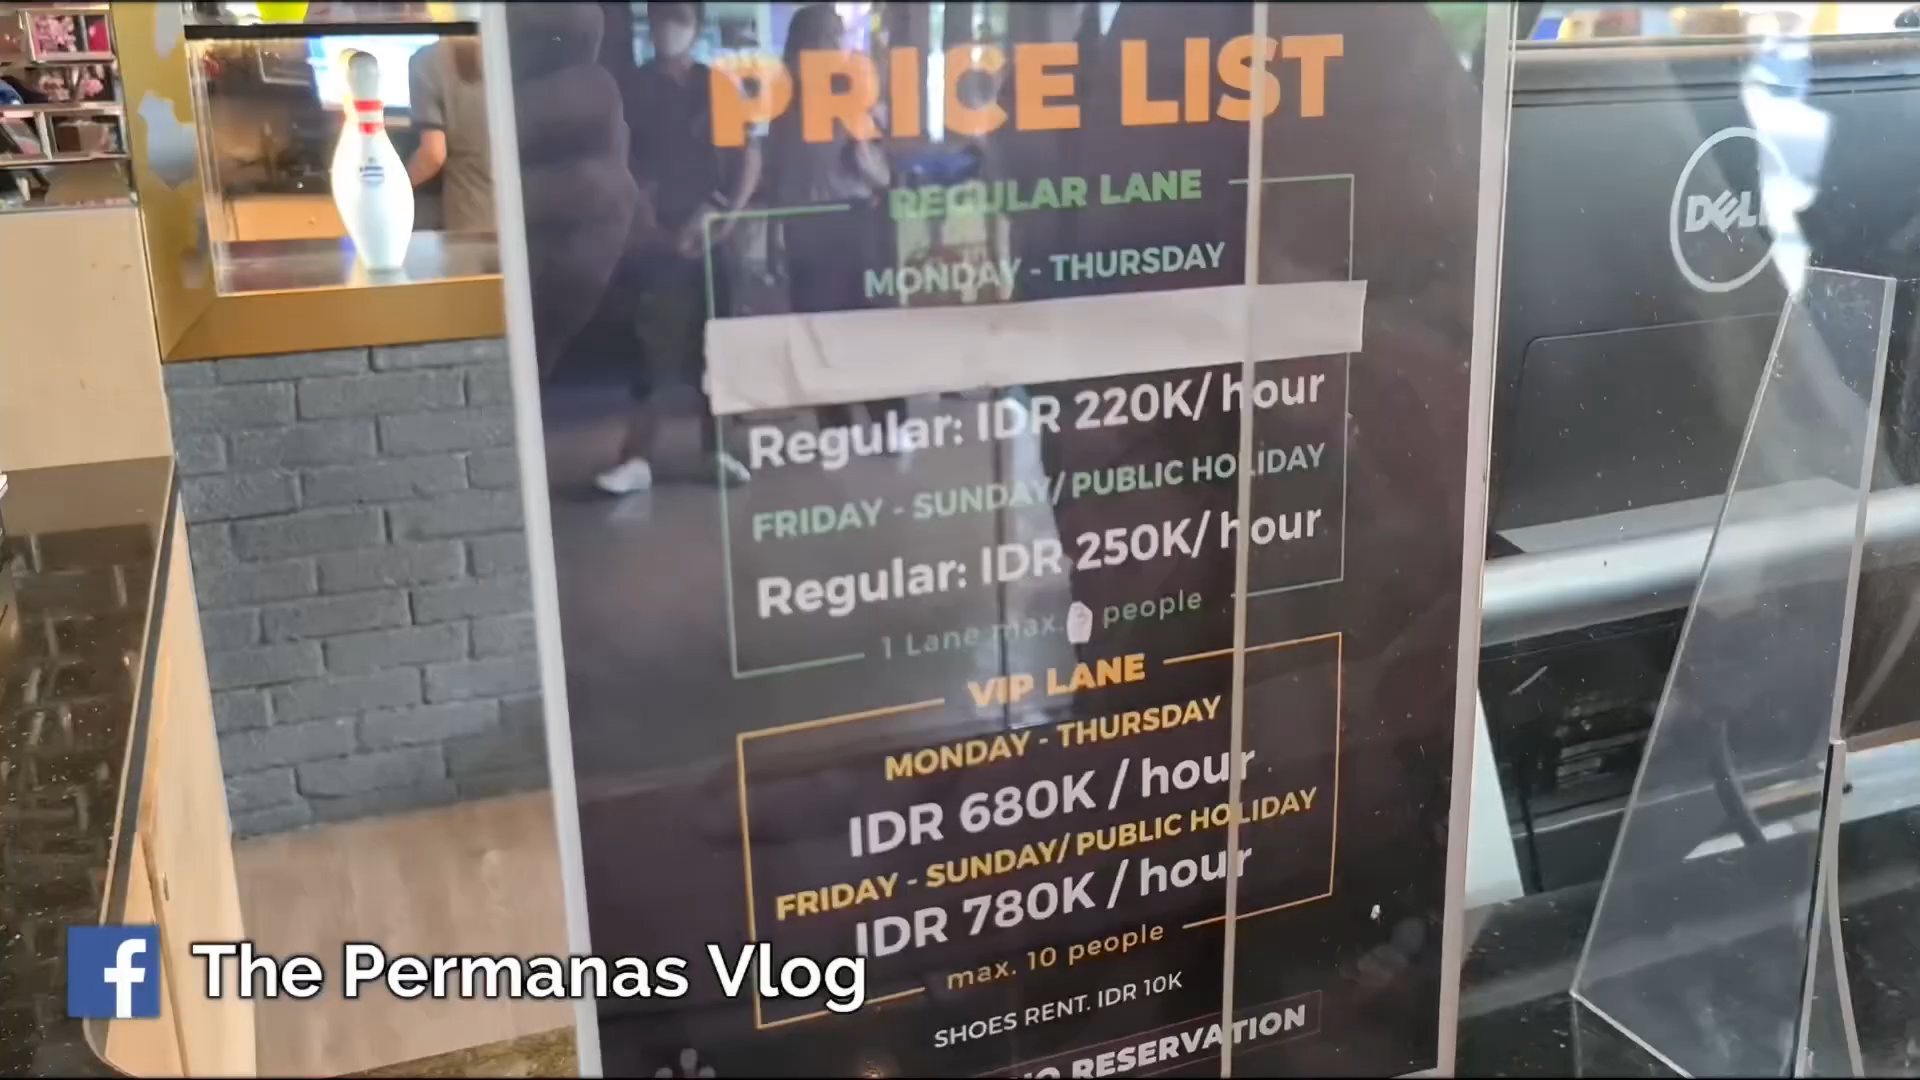 PRICE LIST
REGULAR LANE
MONDAY - THURSDAY
Regular: IDR 220K/ hour
FRIDAY - SUNDAY/ PUBLIC HOLIDAY
Regular: IDR 250K/ hour
1 Lane max. people
VIP LANE
MONDAY - THURSDAY
IDR 680K / hour
FRIDAY - SUNDAY/ PUBLIC HOLIDAY
IDR 780K / hour
max. 10 people
SHOES RENT. IDR 10K
RESERVATION
DELL
f The Permanas Vlog